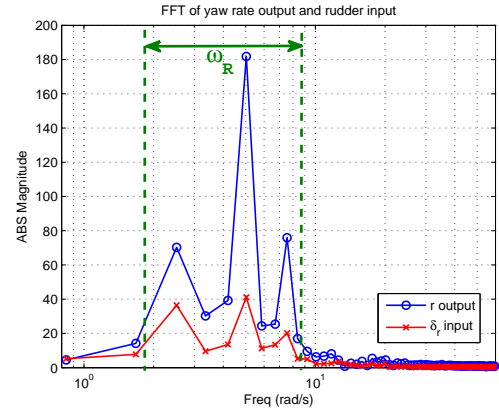 FFT of yaw rate output and rudder input
200
180
160
140
120
100
80
60
40
20
0
ABS Magnitude
ω_R
r output
δ_r input
10^0
10^1
Freq (rad/s)